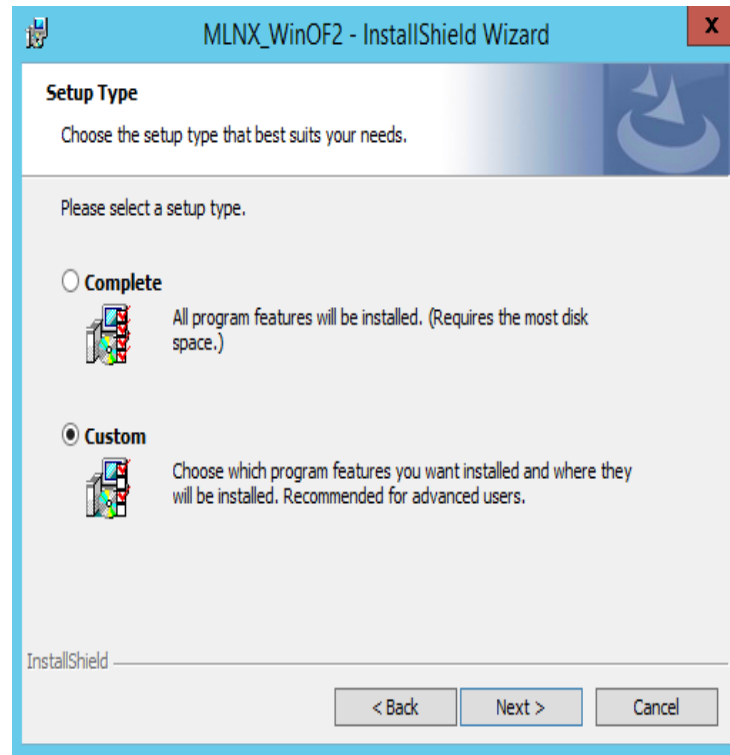 MLNX_WinOF2 - InstallShield Wizard
X
Setup Type
Choose the setup type that best suits your needs.
Please select a setup type.
Complete
All program features will be installed. (Requires the most disk
space.)
Custom
Choose which program features you want installed and where they
will be installed. Recommended for advanced users.
InstallShield
< Back
Next >
Cancel